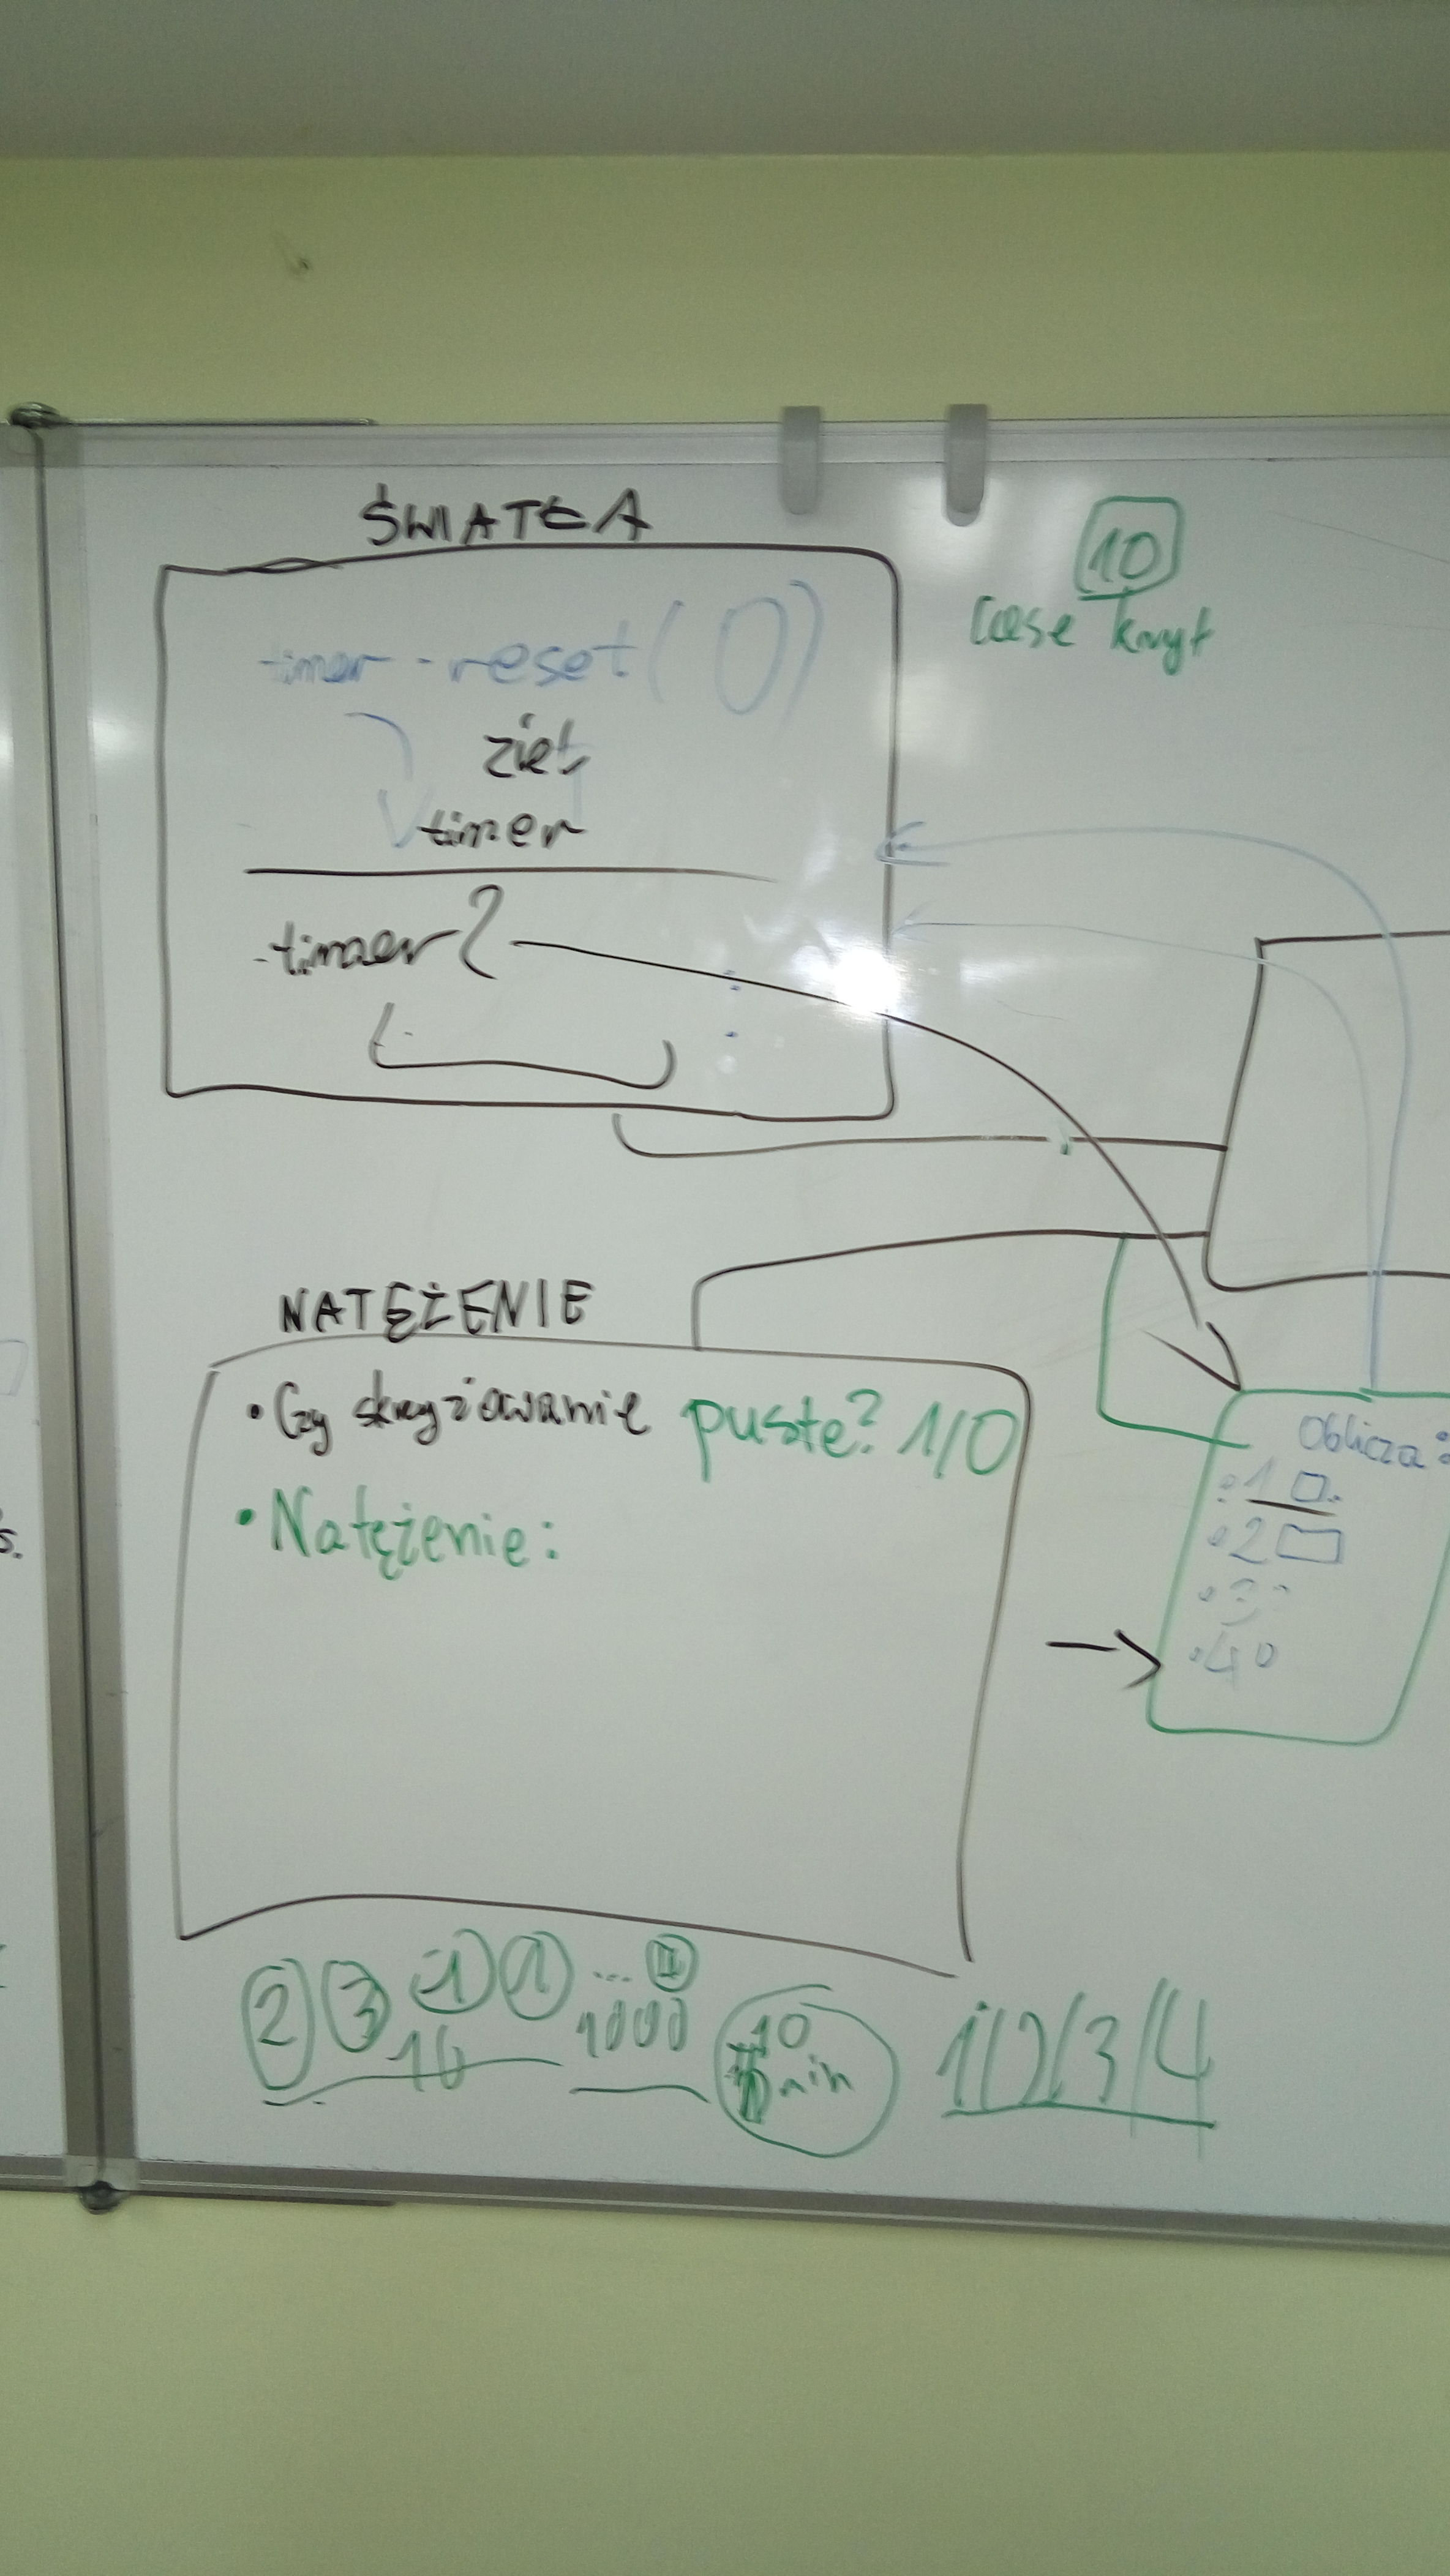 ŚWIATŁA
10
case kryt
timer-reset(0)
ziel
timer
timer?
NATĘŻENIE
• Czy skrzyżowanie puste? 1/0
• Natężenie:
Oblicza:
• 1
• 2
• 3
• 4
s.
2 3 1 1 ... 1
10 1000 10 min
1/2/3/4